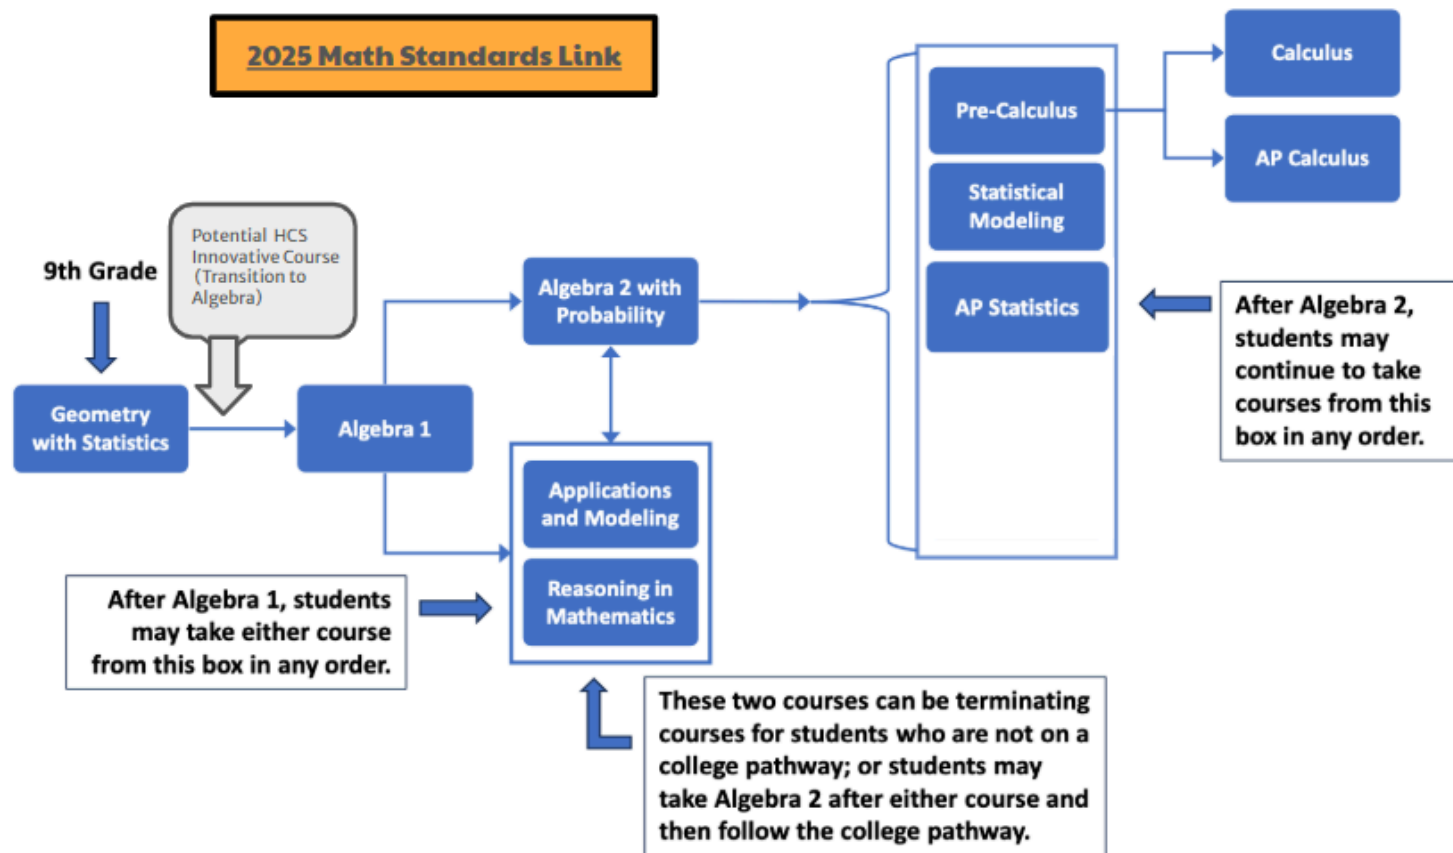 2025 Math Standards Link
Calculus
Pre-Calculus
AP Calculus
Statistical
Modeling
Potential HCS
Innovative Course
(Transition to
Algebra)
9th Grade
Algebra 2 with
Probability
AP Statistics
After Algebra 2,
students may
continue to take
courses from this
box in any order.
Geometry
with Statistics
Algebra 1
Applications
and Modeling
Reasoning in
Mathematics
After Algebra 1, students
may take either course
from this box in any order.
These two courses can be terminating
courses for students who are not on a
college pathway; or students may
take Algebra 2 after either course and
then follow the college pathway.